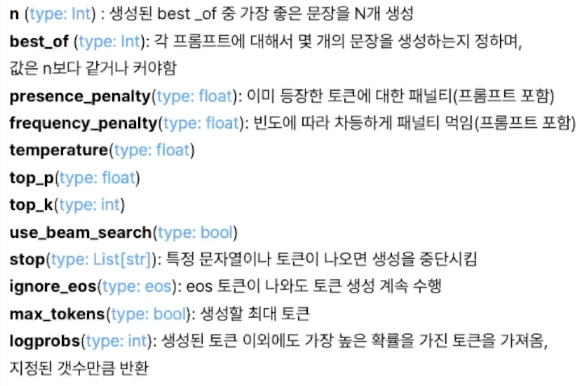 n (type: Int) : 생성된 best _of 중 가장 좋은 문장을 N개 생성
best_of (type: Int): 각 프롬프트에 대해서 몇 개의 문장을 생성하는지 정하며,
값은 n보다 같거나 커야함
presence_penalty(type: float): 이미 등장한 토큰에 대한 패널티(프롬프트 포함)
frequency_penalty(type: float): 빈도에 따라 차등하게 패널티 먹임(프롬프트 포함)
temperature(type: float)
top_p(type: float)
top_k(type: int)
use_beam_search(type: bool)
stop(type: List[str]): 특정 문자열이나 토큰이 나오면 생성을 중단시킴
ignore_eos(type: eos): eos 토큰이 나와도 토큰 생성 계속 수행
max_tokens(type: bool): 생성할 최대 토큰
logprobs(type: int): 생성된 토큰 이외에도 가장 높은 확률을 가진 토큰을 가져옴,
지정된 갯수만큼 반환